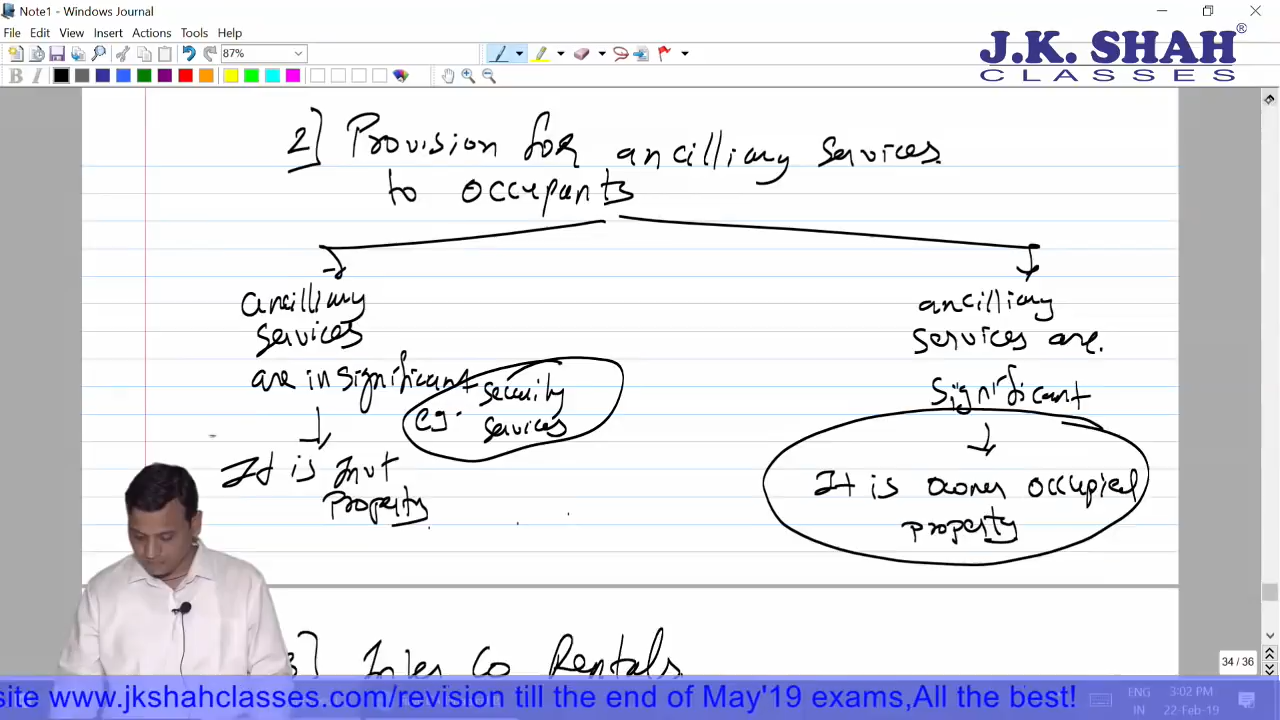 Note1 - Windows Journal
File Edit View Insert Actions Tools Help
87%
J.K. SHAH®
CLASSES
2] Provision for ancilliary Services
to occupants
ancilliary
services
are insignificant
eg. security
services
It is Invt
Property
ancilliary
services are.
Significant
It is owner occupied
property
3] Inter Co Rentals
34 / 36
site www.jkshahclasses.com/revision till the end of May'19 exams,All the best!
ENG
IN
3:02 PM
22-Feb-19